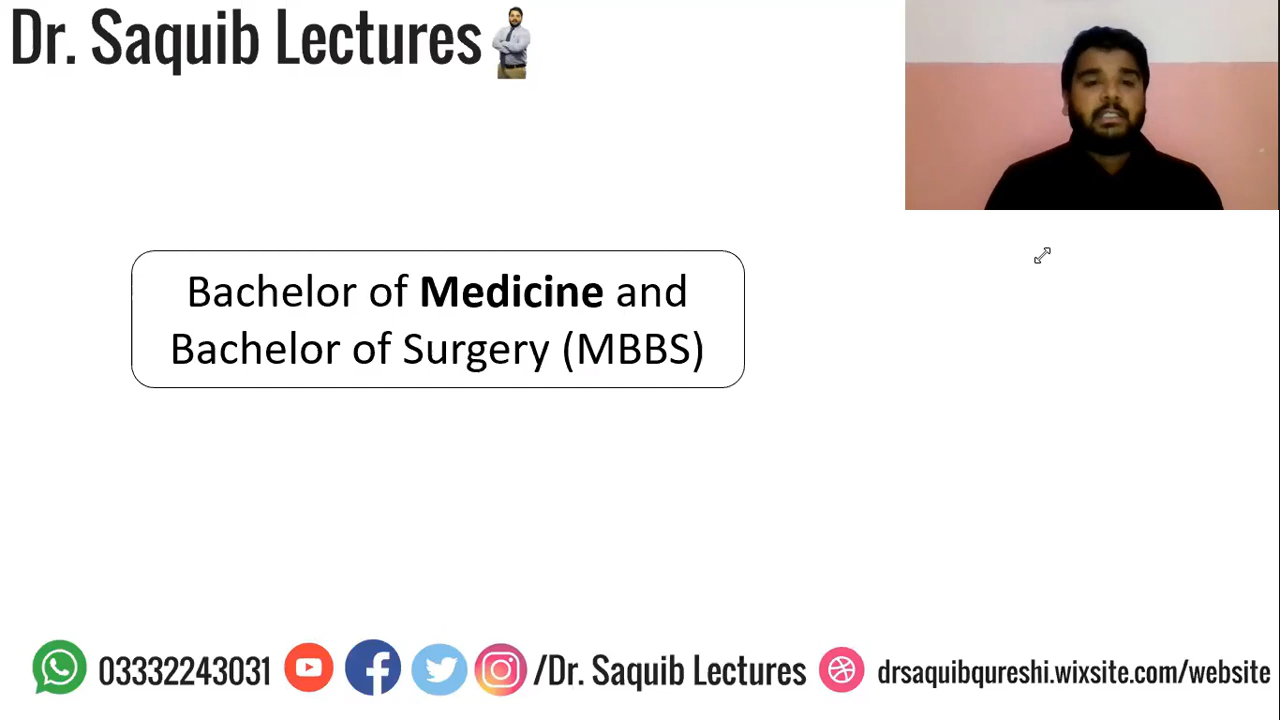 Dr. Saquib Lectures
Bachelor of Medicine and
Bachelor of Surgery (MBBS)
03332243031 /Dr. Saquib Lectures drsaquibqureshi.wixsite.com/website